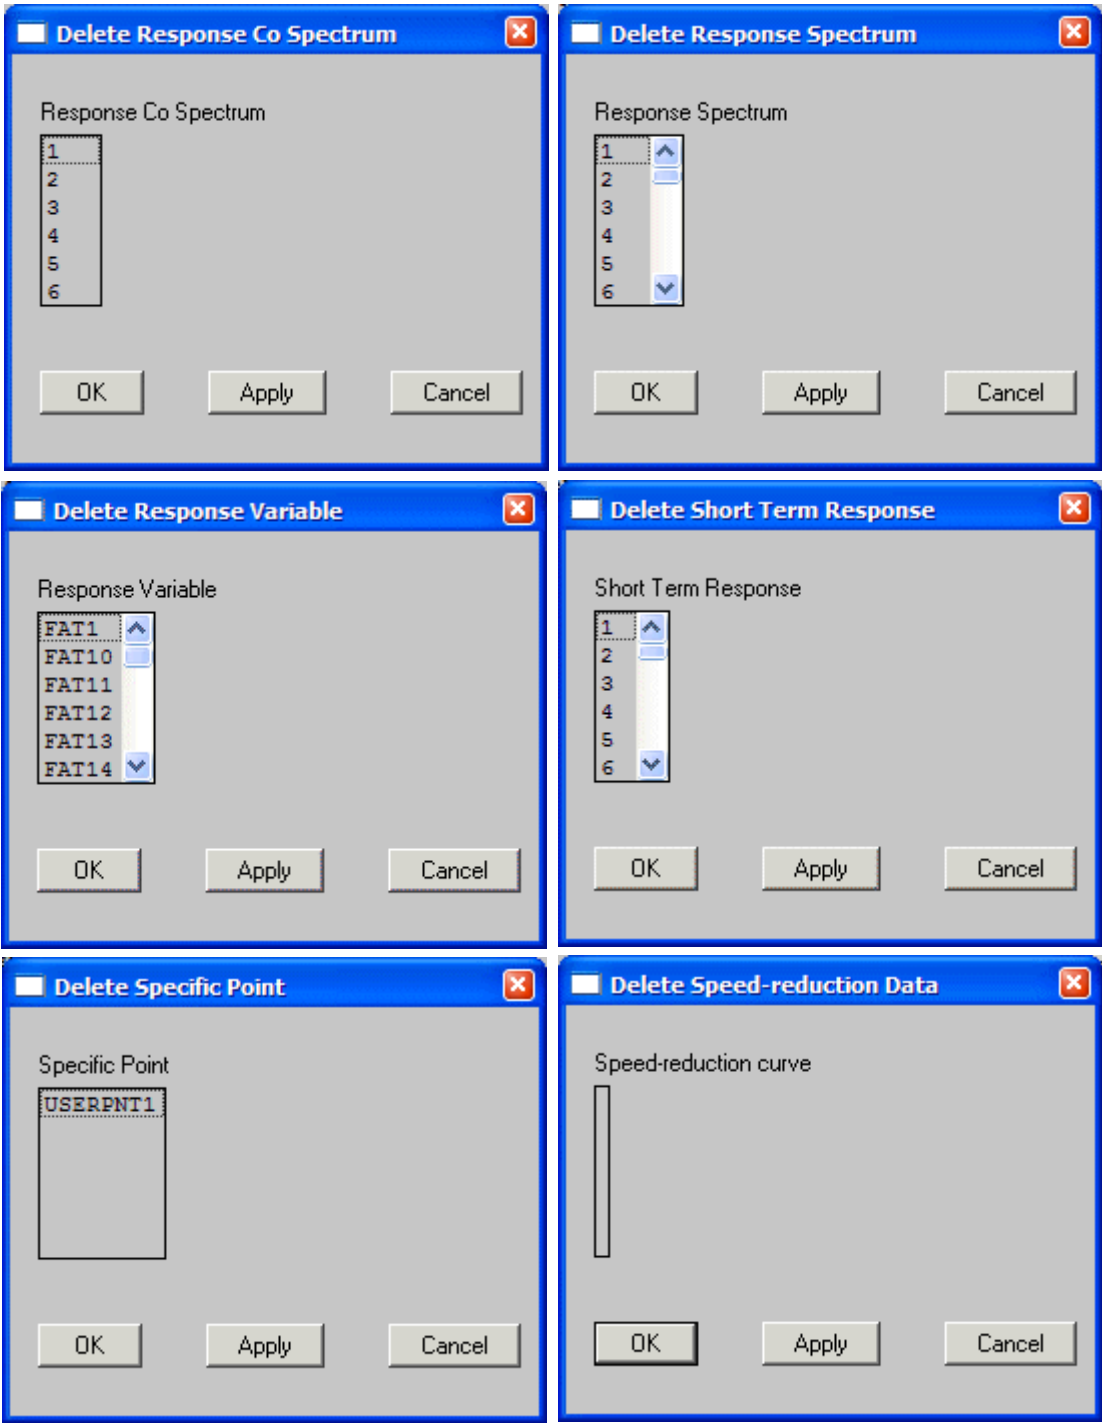 Delete Response Co Spectrum
Response Co Spectrum
1
2
3
4
5
6
OK Apply Cancel
Delete Response Spectrum
Response Spectrum
1
2
3
4
5
6
OK Apply Cancel
Delete Response Variable
Response Variable
FAT1
FAT10
FAT11
FAT12
FAT13
FAT14
OK Apply Cancel
Delete Short Term Response
Short Term Response
1
2
3
4
5
6
OK Apply Cancel
Delete Specific Point
Specific Point
USERPNT1
OK Apply Cancel
Delete Speed-reduction Data
Speed-reduction curve
OK Apply Cancel